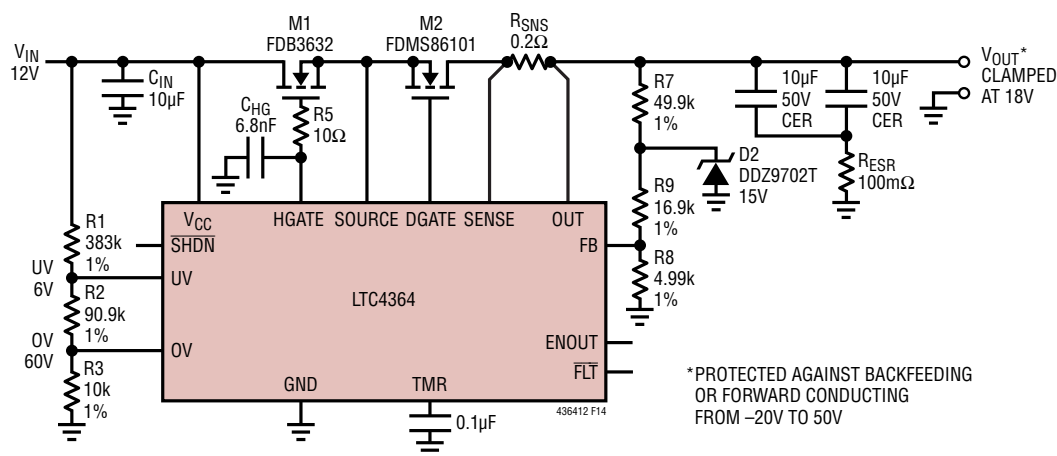 VIN
12V
CIN
10µF
M1
FDB3632
M2
FDMS86101
RSNS
0.2Ω
VOUT*
CLAMPED
AT 18V
CHG
6.8nF
R5
10Ω
R7
49.9k
1%
10µF
50V
CER
10µF
50V
CER
D2
DDZ9702T
15V
RESR
100mΩ
R9
16.9k
1%
R8
4.99k
1%
R1
383k
1%
UV
6V
R2
90.9k
1%
OV
60V
R3
10k
1%
VCC
HGATE
SOURCE
DGATE
SENSE
OUT
SHDN
UV
OV
FB
LTC4364
ENOUT
FLT
GND
TMR
436412 F14
0.1µF
*PROTECTED AGAINST BACKFEEDING
OR FORWARD CONDUCTING
FROM –20V TO 50V